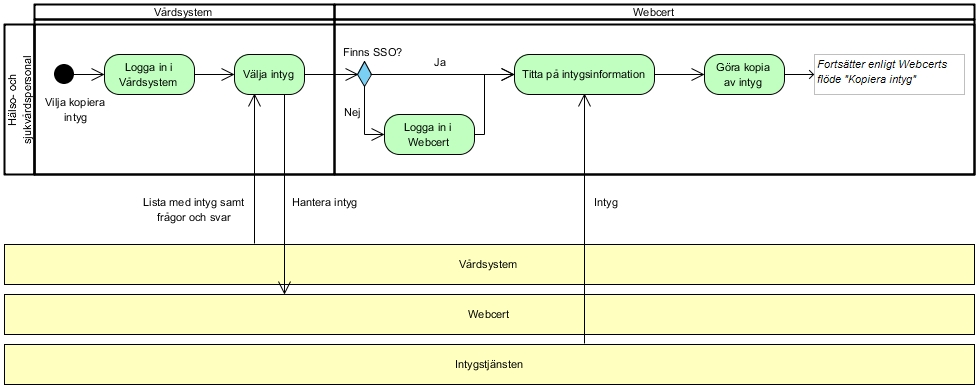 Vårdsystem
Webcert
Hälso- och
sjukvårdspersonal
Vilja kopiera
intyg
Logga in i
Vårdsystem
Välja intyg
Finns SSO?
Ja
Nej
Logga in i
Webcert
Titta på intygsinformation
Göra kopia
av intyg
Fortsätter enligt Webcerts
flöde "Kopiera intyg"
Lista med intyg samt
frågor och svar
Hantera intyg
Intyg
Vårdsystem
Webcert
Intygstjänsten